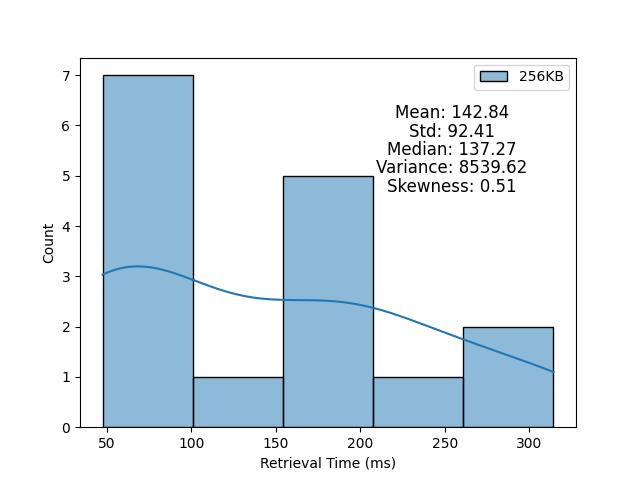 256KB
Mean: 142.84
Std: 92.41
Median: 137.27
Variance: 8539.62
Skewness: 0.51
7
6
5
4
3
2
1
0
Count
50 100 150 200 250 300
Retrieval Time (ms)